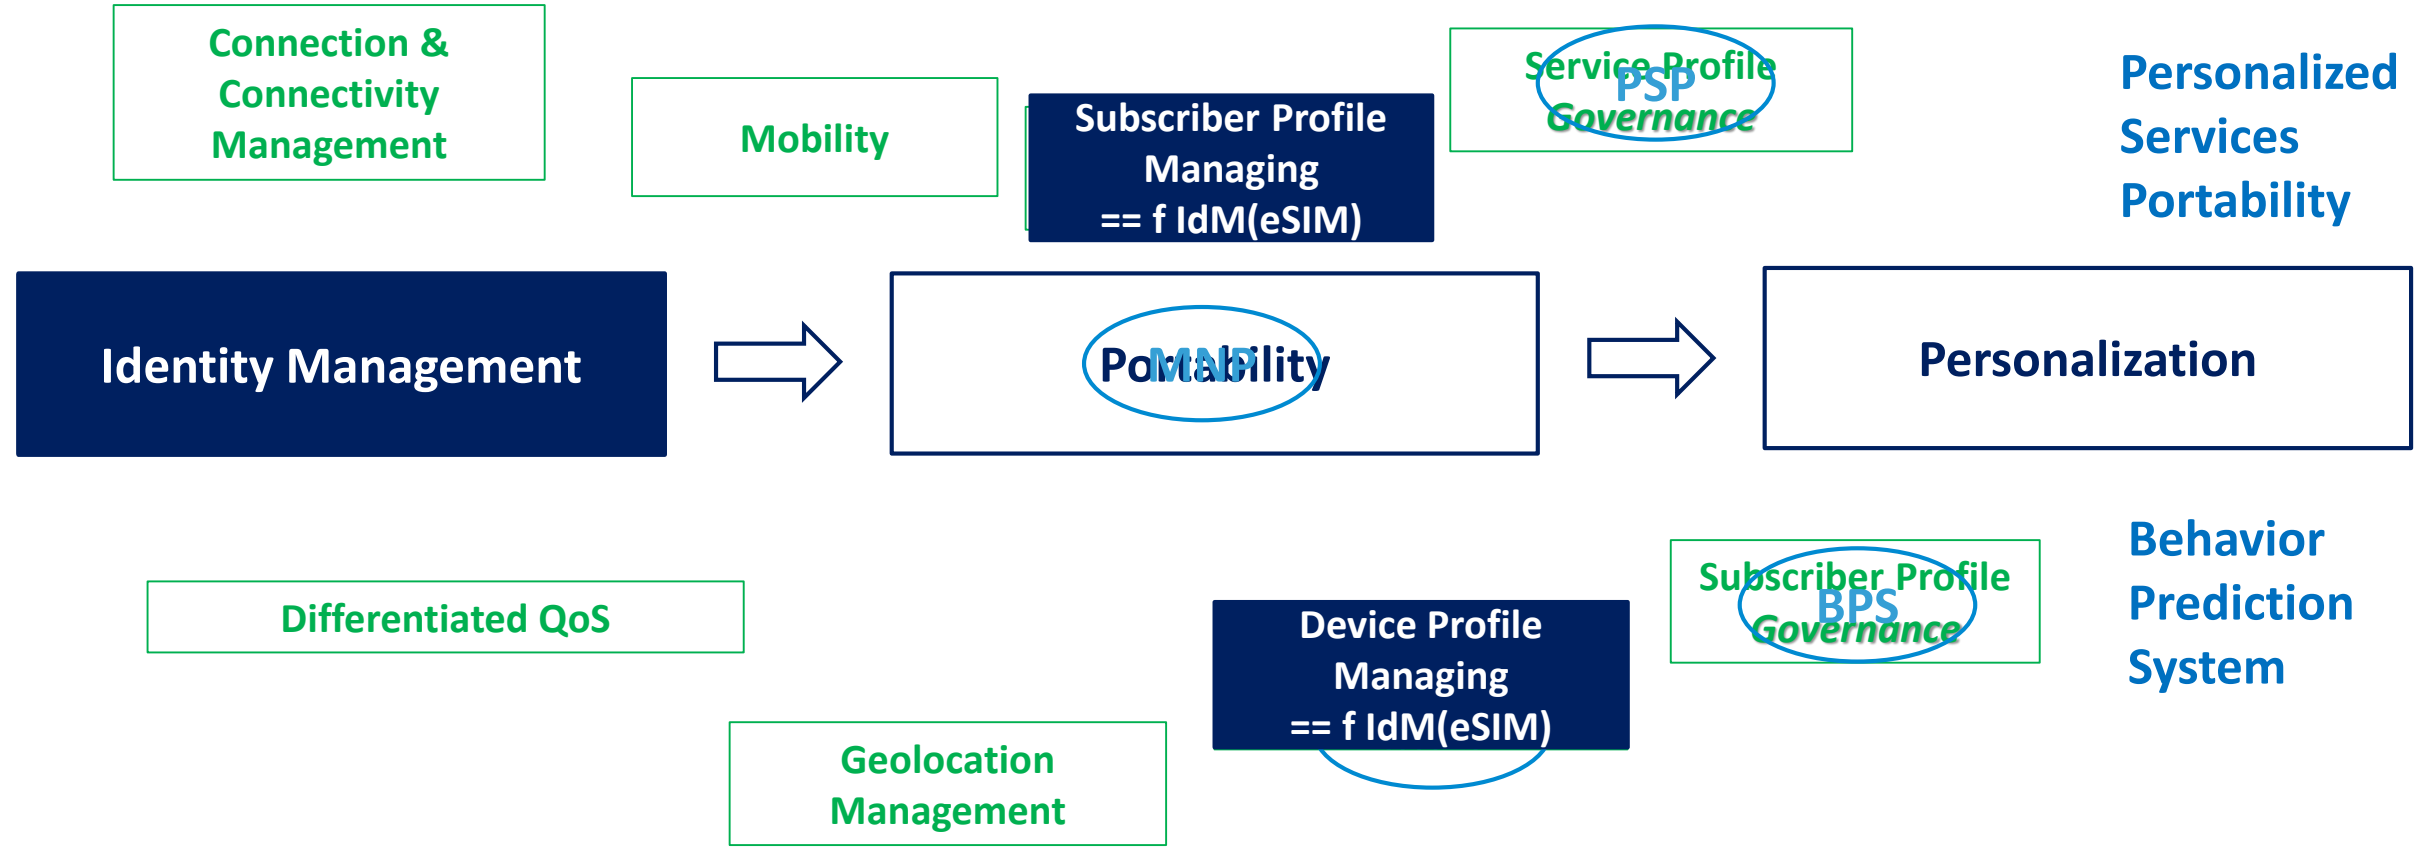 Connection &
Connectivity
Management
Mobility
Subscriber Profile
Managing
== f IdM(eSIM)
Service Profile
Governance
PSP
Personalized
Services
Portability
Identity Management
Portability
MNP
Personalization
Differentiated QoS
Geolocation
Management
Device Profile
Managing
== f IdM(eSIM)
Subscriber Profile
Governance
BPS
Behavior
Prediction
System